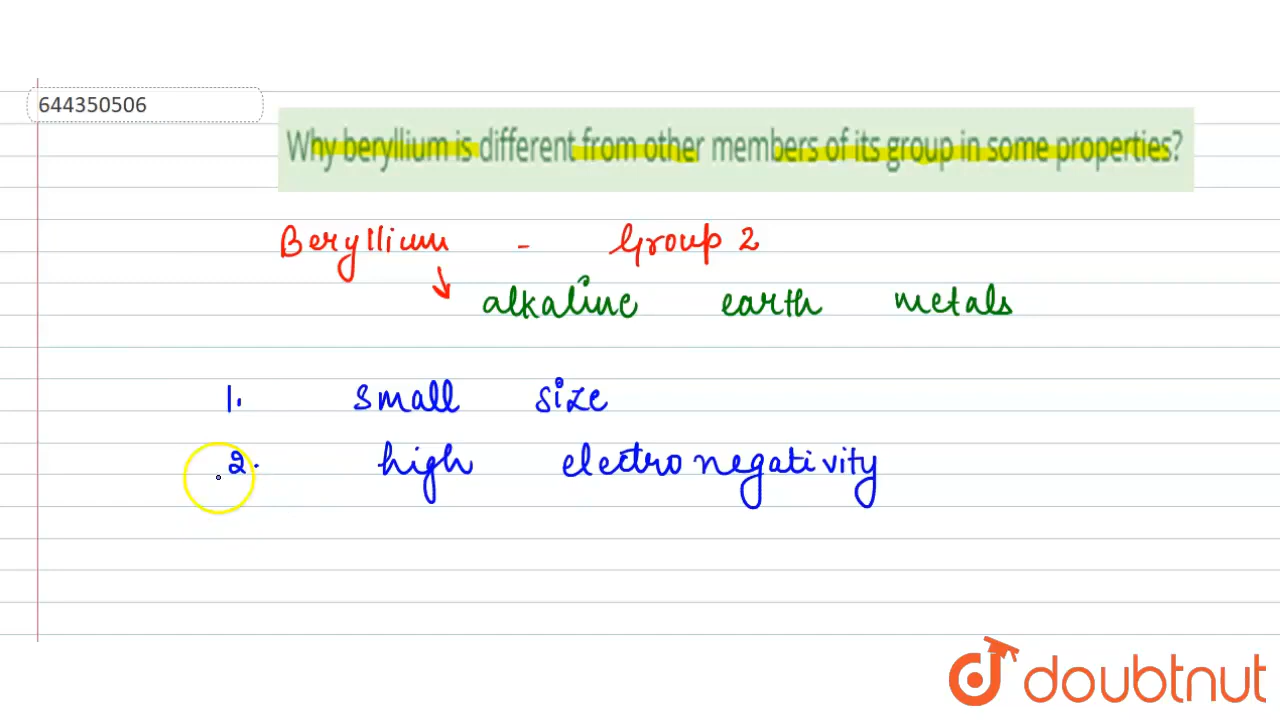 644350506
Why beryllium is different from other members of its group in some properties?
Beryllium - Group 2
alkaline earth metals
1. small size
2. high electronegativity
doubtnut